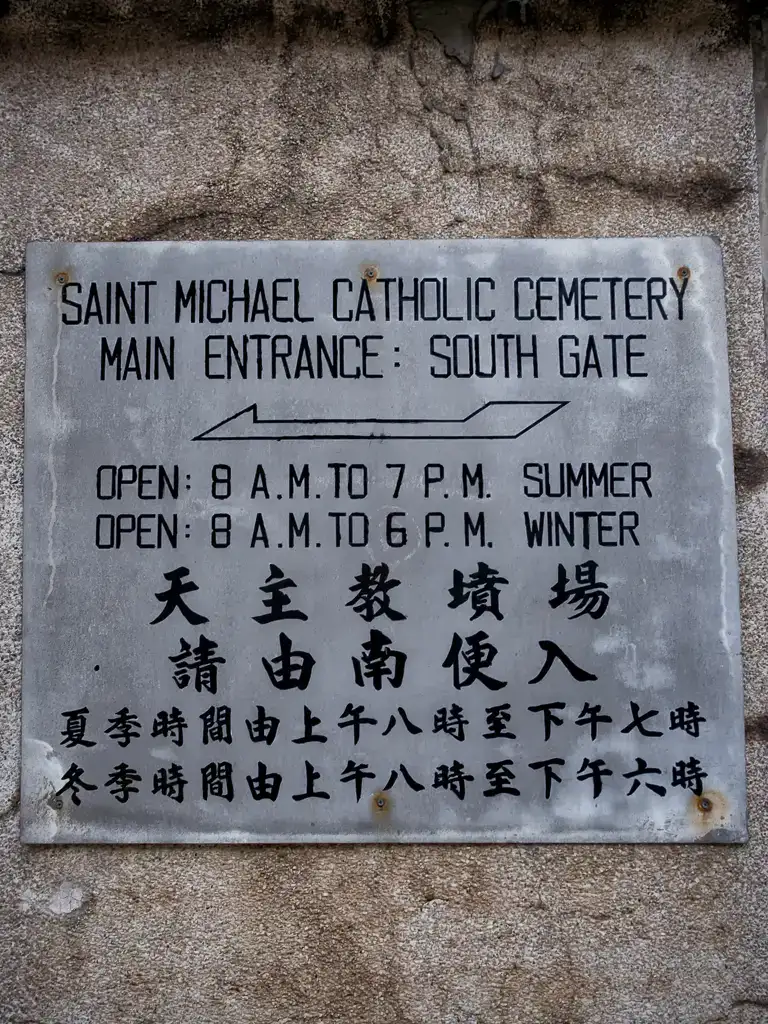 SAINT MICHAEL CATHOLIC CEMETERY
MAIN ENTRANCE: SOUTH GATE
OPEN: 8 A.M. TO 7 P.M. SUMMER
OPEN: 8 A.M. TO 6 P.M. WINTER
天主教墳場
請由南便入
夏季時間由上午八時至下午七時
冬季時間由上午八時至下午六時